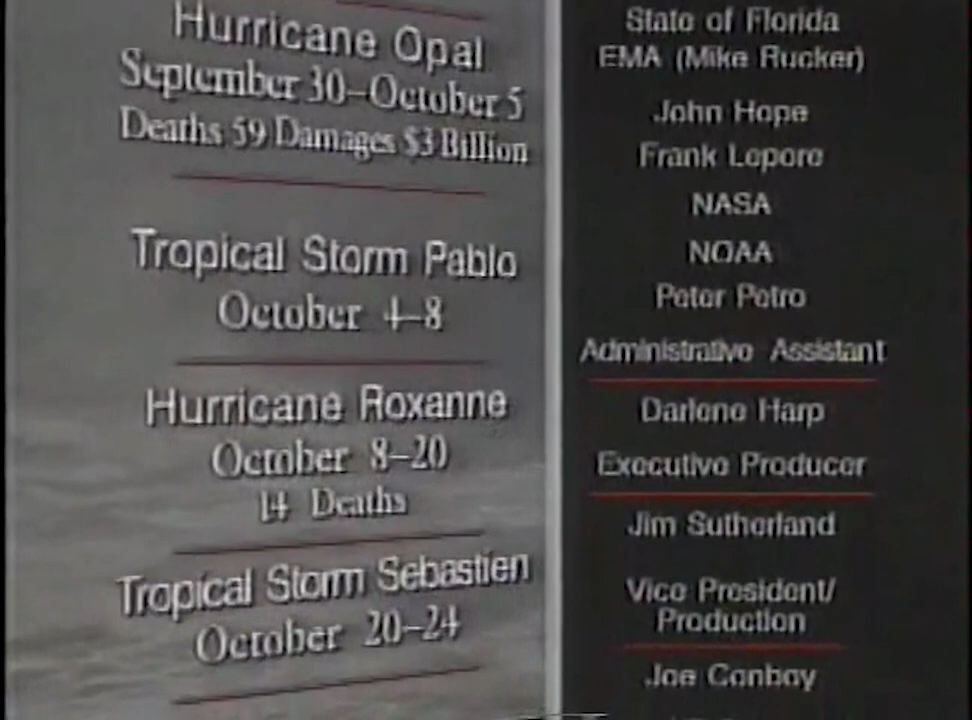 Hurricane Opal
September 30–October 5
Deaths 59 Damages $3 Billion
Tropical Storm Pablo
October 4–8
Hurricane Roxanne
October 8–20
14 Deaths
Tropical Storm Sebastien
October 20–24
State of Florida
EMA (Mike Rucker)
John Hope
Frank Lepore
NASA
NOAA
Peter Petro
Administrative Assistant
Darlene Harp
Executive Producer
Jim Sutherland
Vice President/
Production
Joe Conboy